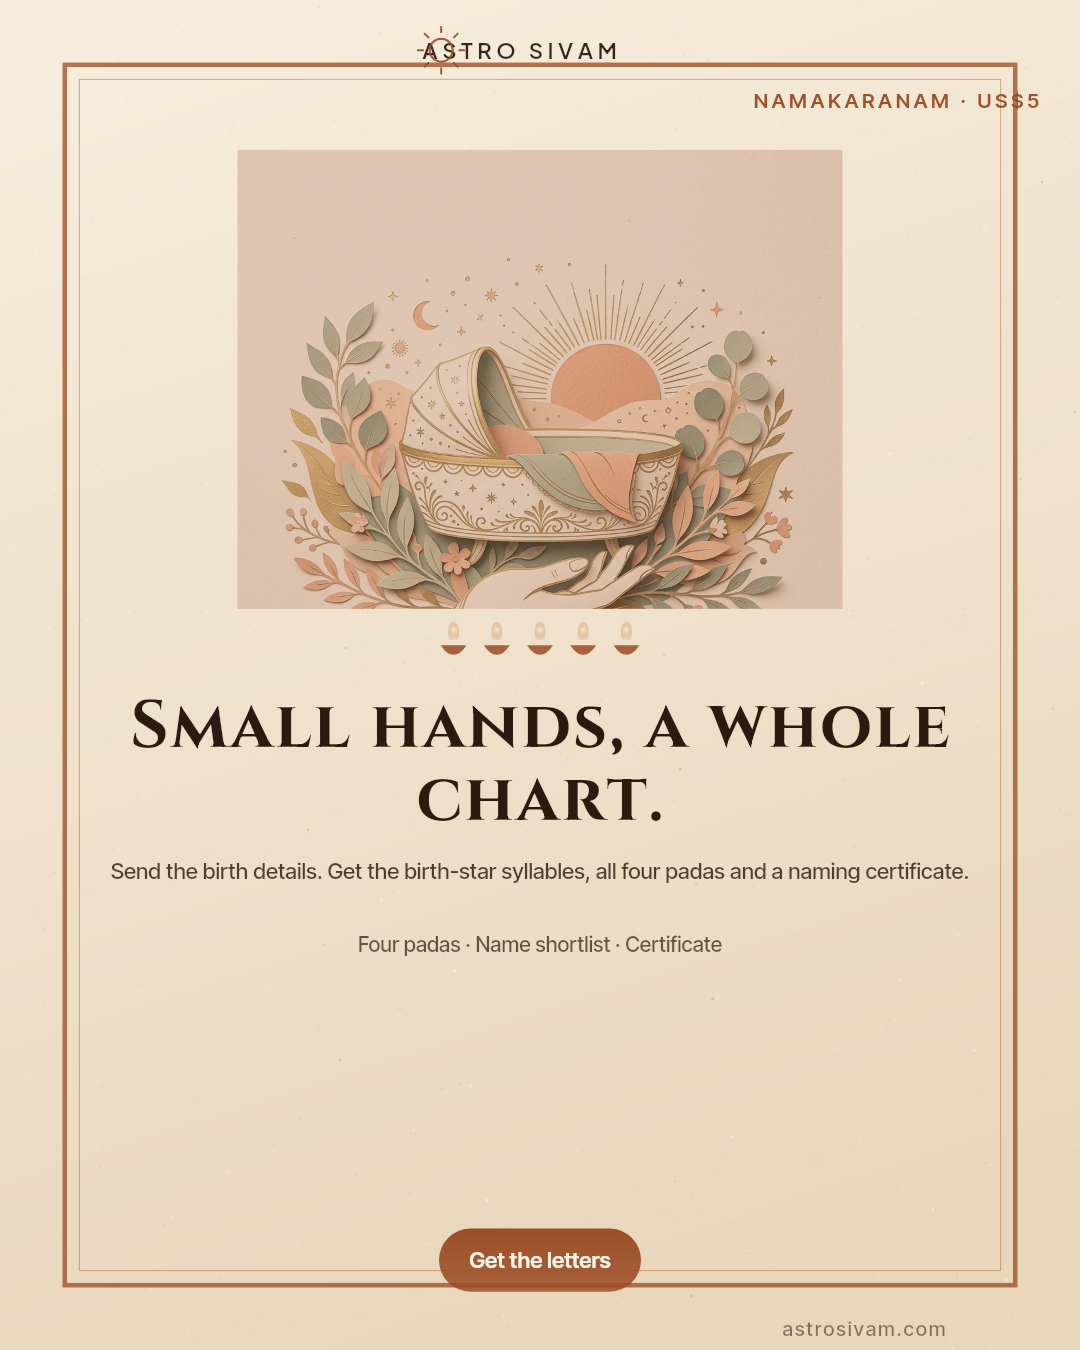 ASTRO SIVAM
NAMAKARANAM · US$5
SMALL HANDS, A WHOLE
CHART.
Send the birth details. Get the birth-star syllables, all four padas and a naming certificate.
Four padas · Name shortlist · Certificate
Get the letters
astrosivam.com